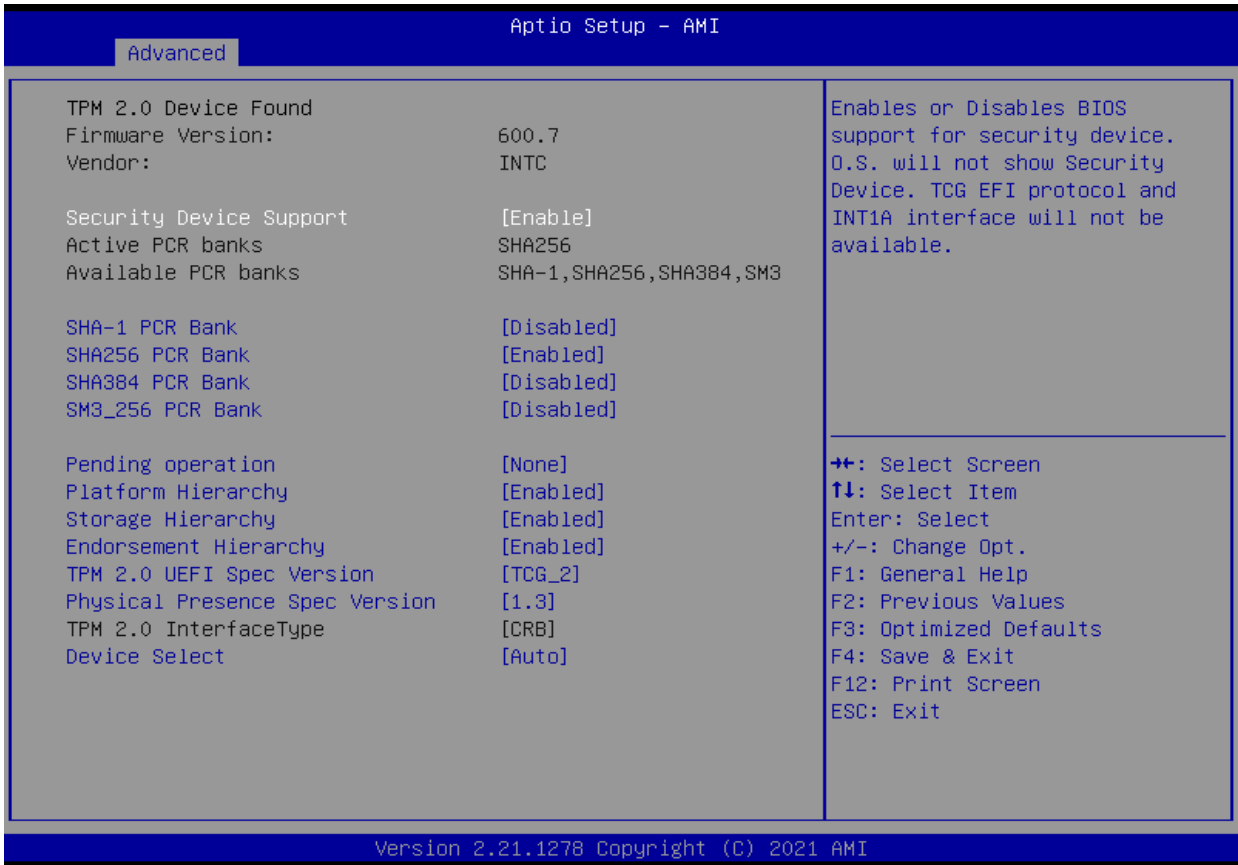 Aptio Setup - AMI
Advanced
TPM 2.0 Device Found
Firmware Version: 600.7
Vendor: INTC
Security Device Support [Enable]
Active PCR banks SHA256
Available PCR banks SHA-1,SHA256,SHA384,SM3
SHA-1 PCR Bank [Disabled]
SHA256 PCR Bank [Enabled]
SHA384 PCR Bank [Disabled]
SM3_256 PCR Bank [Disabled]
Pending operation [None]
Platform Hierarchy [Enabled]
Storage Hierarchy [Enabled]
Endorsement Hierarchy [Enabled]
TPM 2.0 UEFI Spec Version [TCG_2]
Physical Presence Spec Version [1.3]
TPM 2.0 InterfaceType [CRB]
Device Select [Auto]
Enables or Disables BIOS
support for security device.
O.S. will not show Security
Device. TCG EFI protocol and
INT1A interface will not be
available.
→←: Select Screen
↑↓: Select Item
Enter: Select
+/-: Change Opt.
F1: General Help
F2: Previous Values
F3: Optimized Defaults
F4: Save & Exit
F12: Print Screen
ESC: Exit
Version 2.21.1278 Copyright (C) 2021 AMI